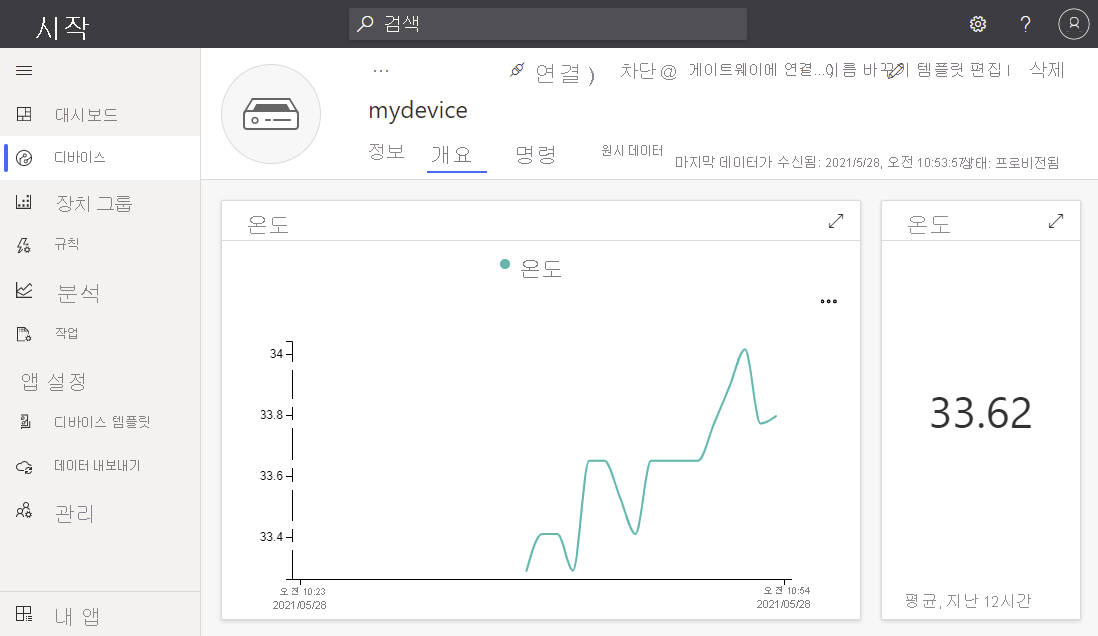 시작
검색
?
대시보드
디바이스
장치 그룹
규칙
분석
작업
앱 설정
디바이스 템플릿
데이터 내보내기
관리
내 앱
... 연결 ) 차단@ 게이트웨이에 연결...() 이름 바꾸기 템플릿 편집 | 삭제
mydevice
정보 개요 명령 원시 데이터 마지막 데이터가 수신됨: 2021/5/28, 오전 10:53:57 상태: 프로비전됨
온도
온도
34
33.8
33.6
33.4
오전 10:23
2021/05/28
오전 10:54
2021/05/28
온도
33.62
평균, 지난 12시간